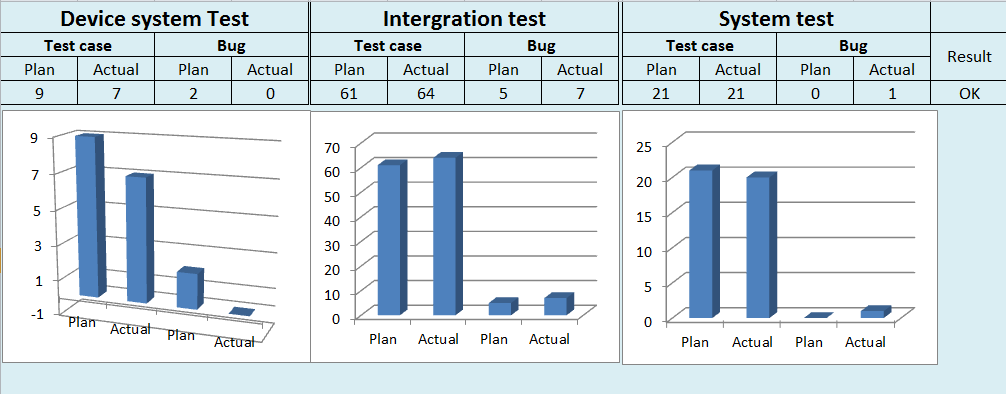 Device system Test Intergration test System test
Test case Bug Test case Bug Test case Bug Result
Plan Actual Plan Actual Plan Actual Plan Actual Plan Actual Plan Actual
9 7 2 0 61 64 5 7 21 21 0 1 OK
9
7
5
3
1
-1
Plan Actual Plan Actual
70
60
50
40
30
20
10
0
Plan Actual Plan Actual
25
20
15
10
5
0
Plan Actual Plan Actual